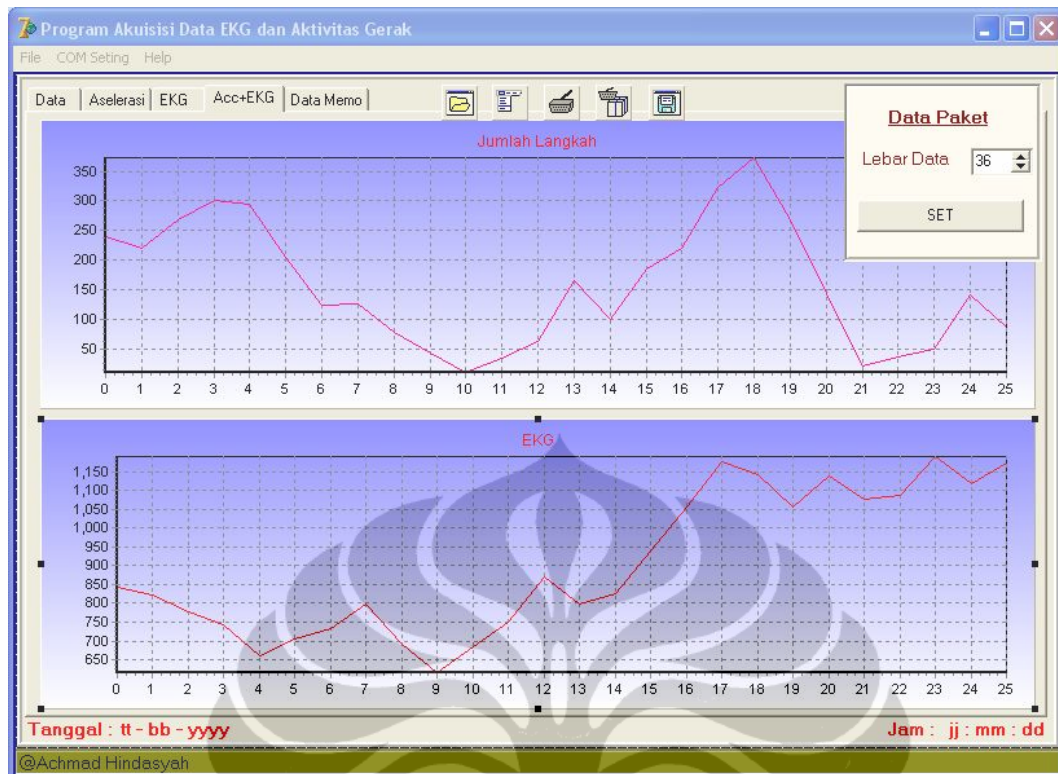 Program Akuisisi Data EKG dan Aktivitas Gerak
File COM Seting Help
Data Aselerasi EKG Acc+EKG Data Memo
Data Paket
Lebar Data 36
SET
Jumlah Langkah
350
300
250
200
150
100
50
0 1 2 3 4 5 6 7 8 9 10 11 12 13 14 15 16 17 18 19 20 21 22 23 24 25
EKG
1,150
1,100
1,050
1,000
950
900
850
800
750
700
650
0 1 2 3 4 5 6 7 8 9 10 11 12 13 14 15 16 17 18 19 20 21 22 23 24 25
Tanggal : tt - bb - yyyy Jam : jj : mm : dd
@Achmad Hindasyah